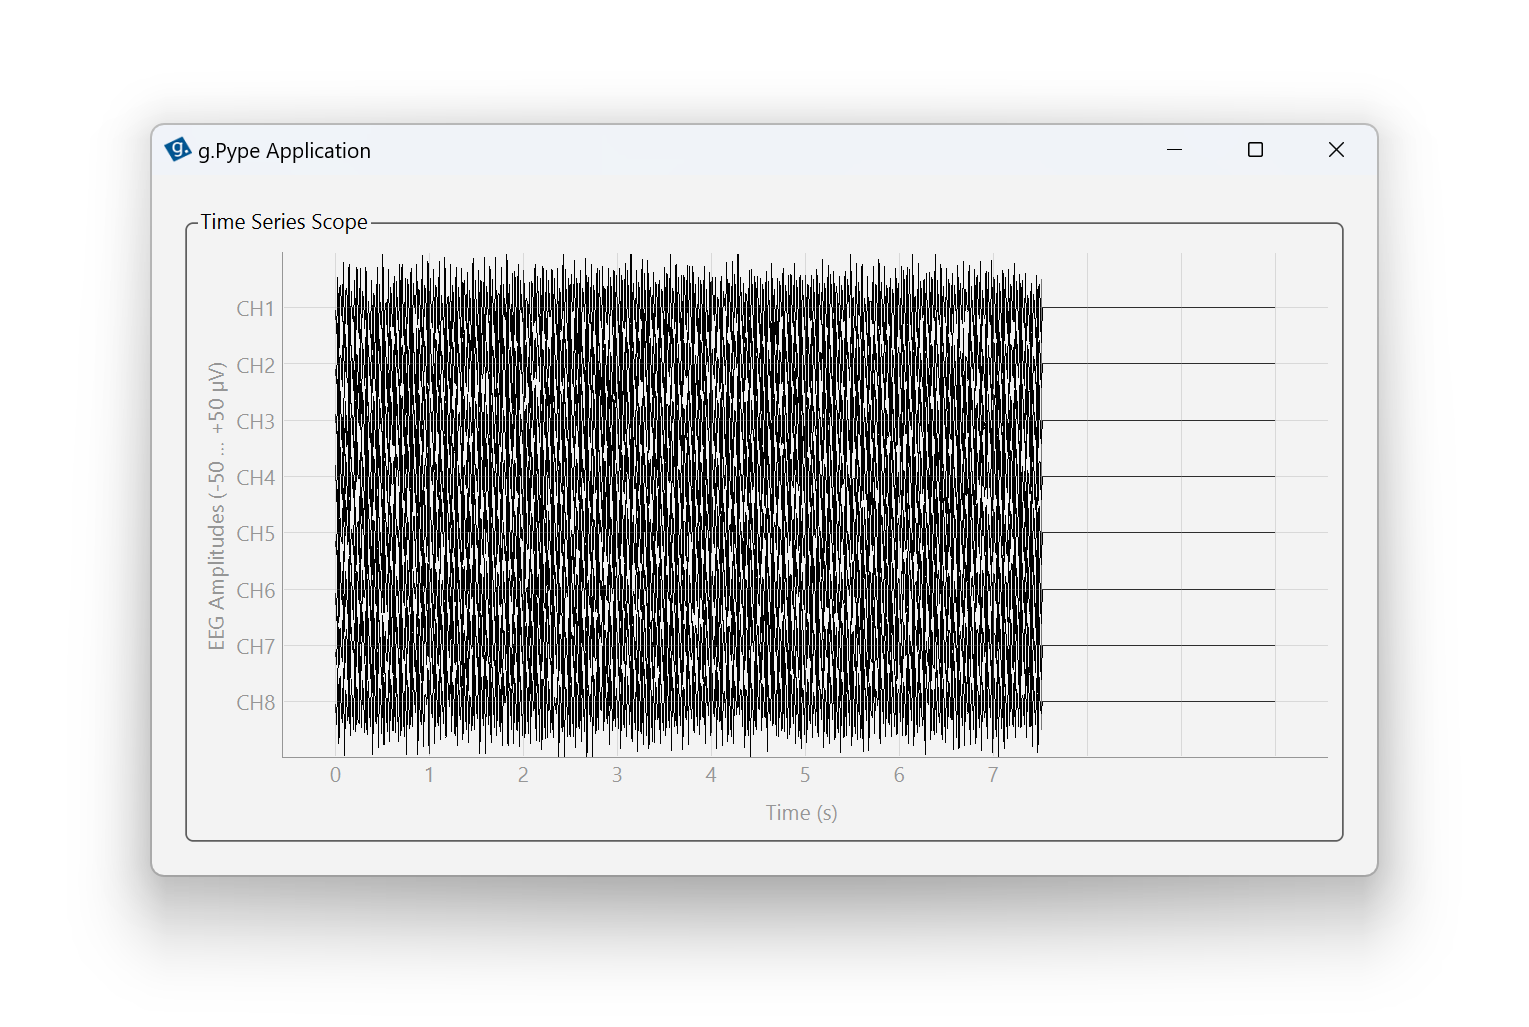 g. g.Pype Application
Time Series Scope
EEG Amplitudes (-50 ... +50 µV)
CH1
CH2
CH3
CH4
CH5
CH6
CH7
CH8
0 1 2 3 4 5 6 7
Time (s)